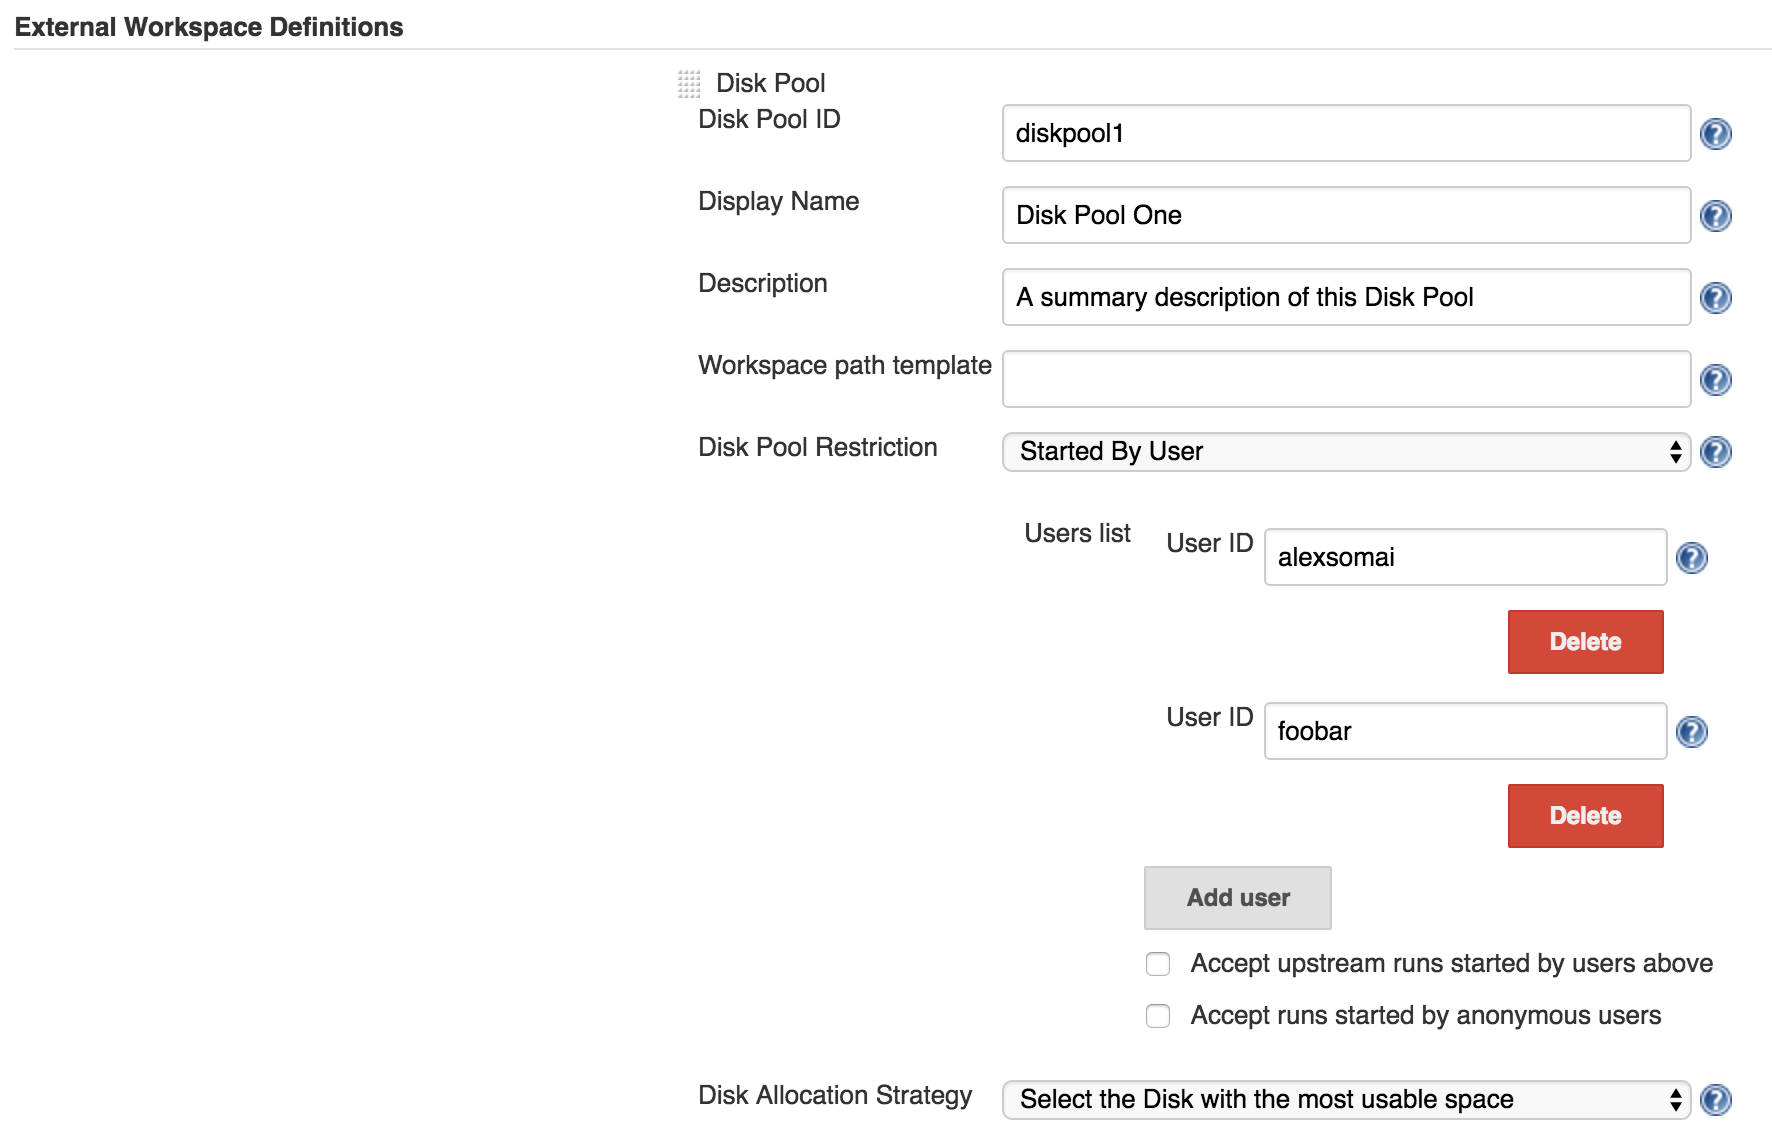 External Workspace Definitions
Disk Pool
Disk Pool ID
diskpool1
Display Name
Disk Pool One
Description
A summary description of this Disk Pool
Workspace path template
Disk Pool Restriction
Started By User
Users list
User ID
alexsomai
Delete
User ID
foobar
Delete
Add user
Accept upstream runs started by users above
Accept runs started by anonymous users
Disk Allocation Strategy
Select the Disk with the most usable space